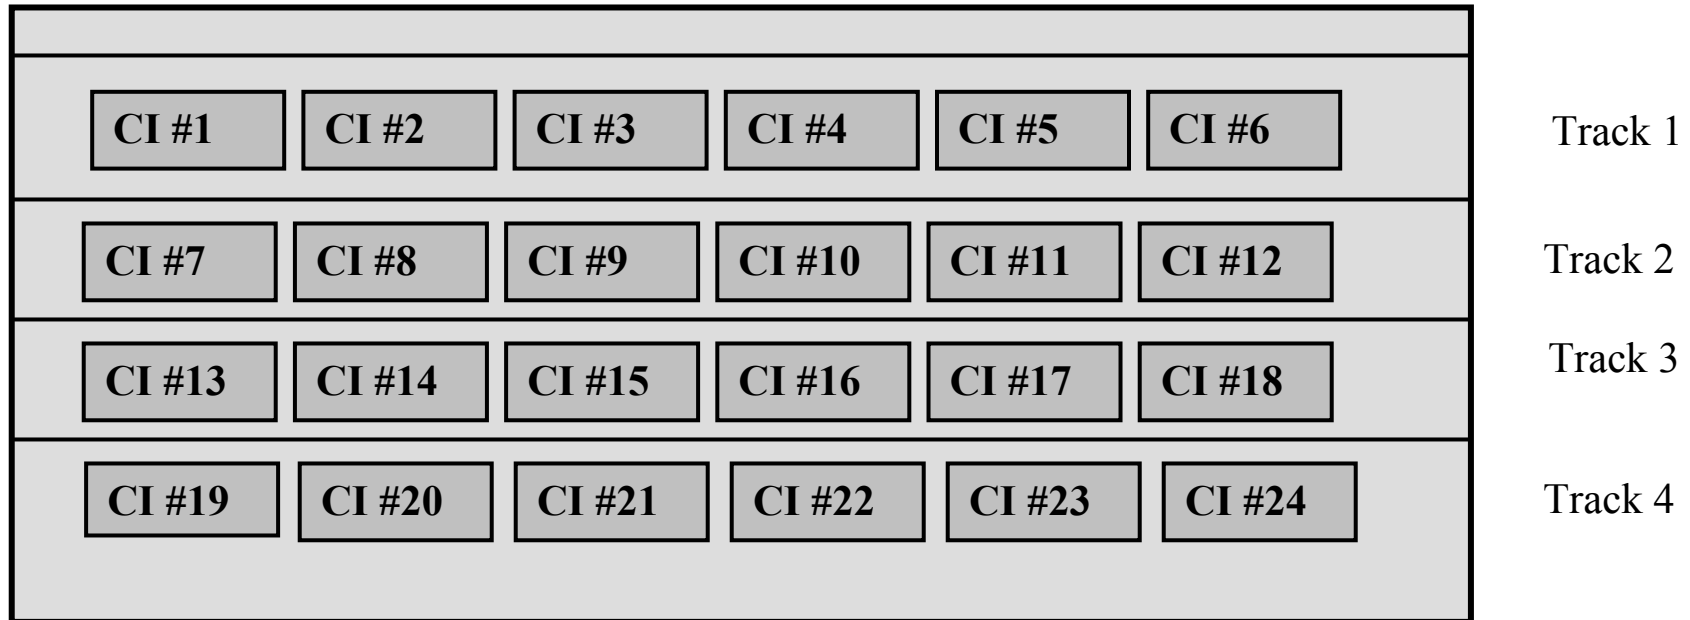 CI #1 CI #2 CI #3 CI #4 CI #5 CI #6 Track 1
CI #7 CI #8 CI #9 CI #10 CI #11 CI #12 Track 2
CI #13 CI #14 CI #15 CI #16 CI #17 CI #18 Track 3
CI #19 CI #20 CI #21 CI #22 CI #23 CI #24 Track 4